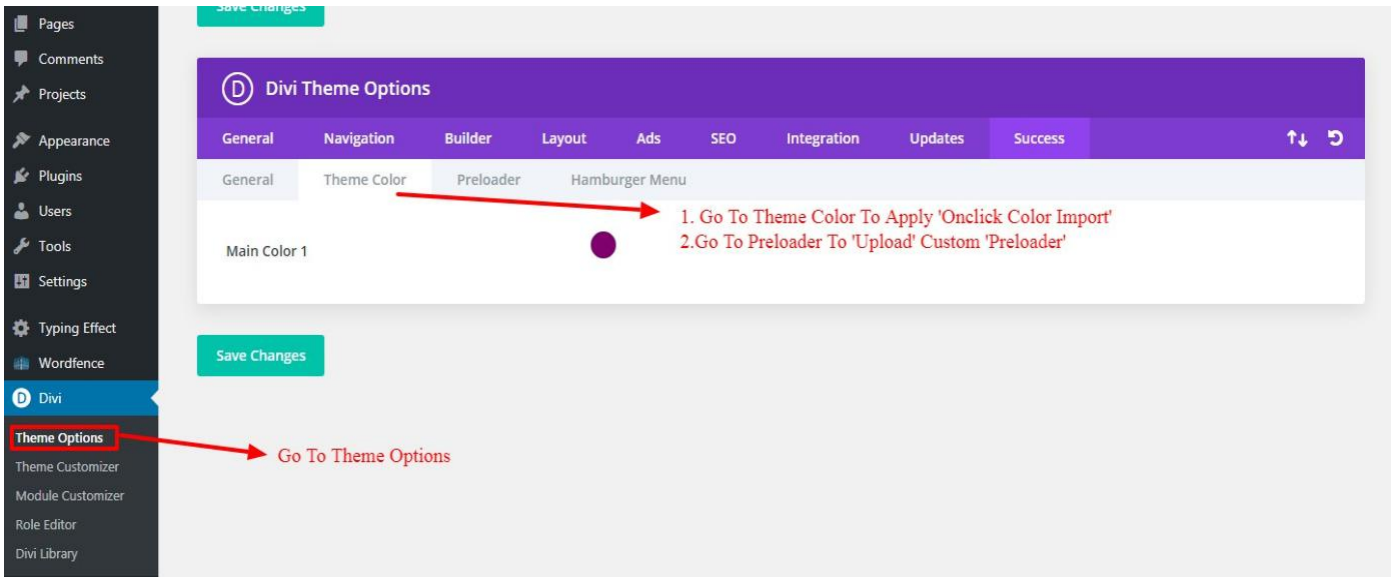 Pages
Comments
Projects
Appearance
Plugins
Users
Tools
Settings
Typing Effect
Wordfence
D Divi
Theme Options
Theme Customizer
Module Customizer
Role Editor
Divi Library
Save Changes
D Divi Theme Options
General Navigation Builder Layout Ads SEO Integration Updates Success
General Theme Color Preloader Hamburger Menu
1. Go To Theme Color To Apply 'Onclick Color Import'
2.Go To Preloader To 'Upload' Custom 'Preloader'
Main Color 1
Save Changes
Go To Theme Options